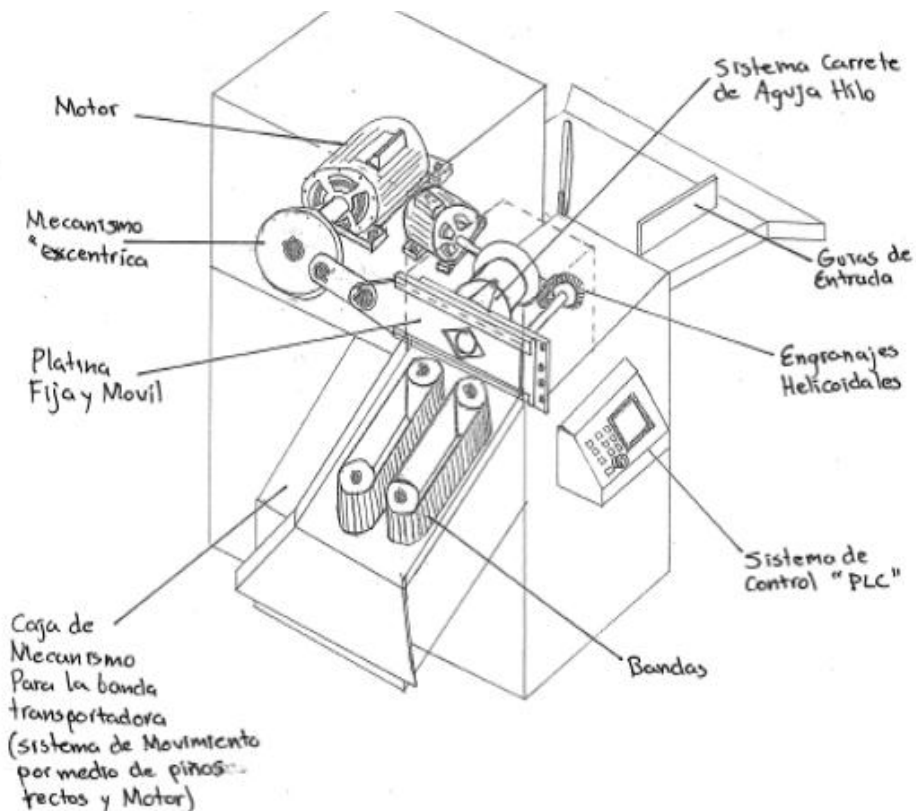 Motor
Mecanismo
"excentrica
Platina
Fija y Movil
Caja de
Mecanismo
Para la banda
transportadora
(sistema de Movimiento
por medio de piños
rectos y Motor)
Sistema Carrete
de Aguja Hilo
Guias de
Entrada
Engranajes
Helicoidales
Sistema de
Control "PLC"
Bandas